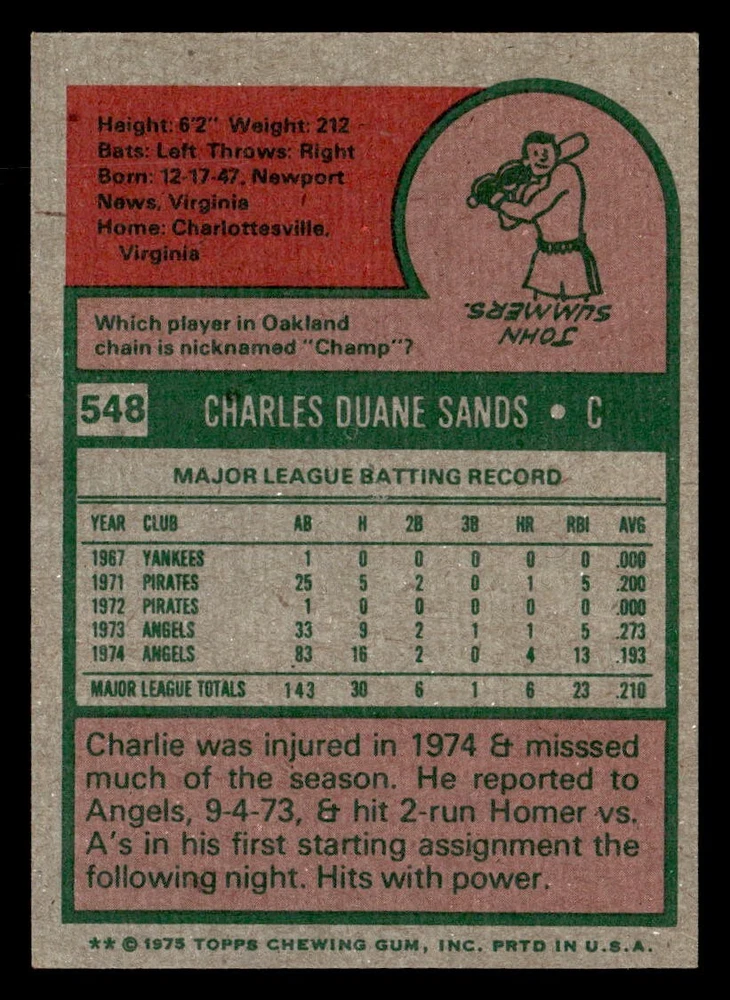 Height: 6'2" Weight: 212
Bats: Left Throws: Right
Born: 12-17-47, Newport
News, Virginia
Home: Charlottesville,
Virginia
Which player in Oakland
chain is nicknamed "Champ"?
JOHN
SUMMERS.
548 CHARLES DUANE SANDS • C
MAJOR LEAGUE BATTING RECORD
YEAR CLUB AB H 2B 3B HR RBI AVG
1967 YANKEES 1 0 0 0 0 0 .000
1971 PIRATES 25 5 2 0 1 5 .200
1972 PIRATES 1 0 0 0 0 0 .000
1973 ANGELS 33 9 2 1 1 5 .273
1974 ANGELS 83 16 2 0 4 13 .193
MAJOR LEAGUE TOTALS 143 30 6 1 6 23 .210
Charlie was injured in 1974 & misssed
much of the season. He reported to
Angels, 9-4-73, & hit 2-run Homer vs.
A's in his first starting assignment the
following night. Hits with power.
** © 1975 TOPPS CHEWING GUM, INC. PRTD IN U.S.A.